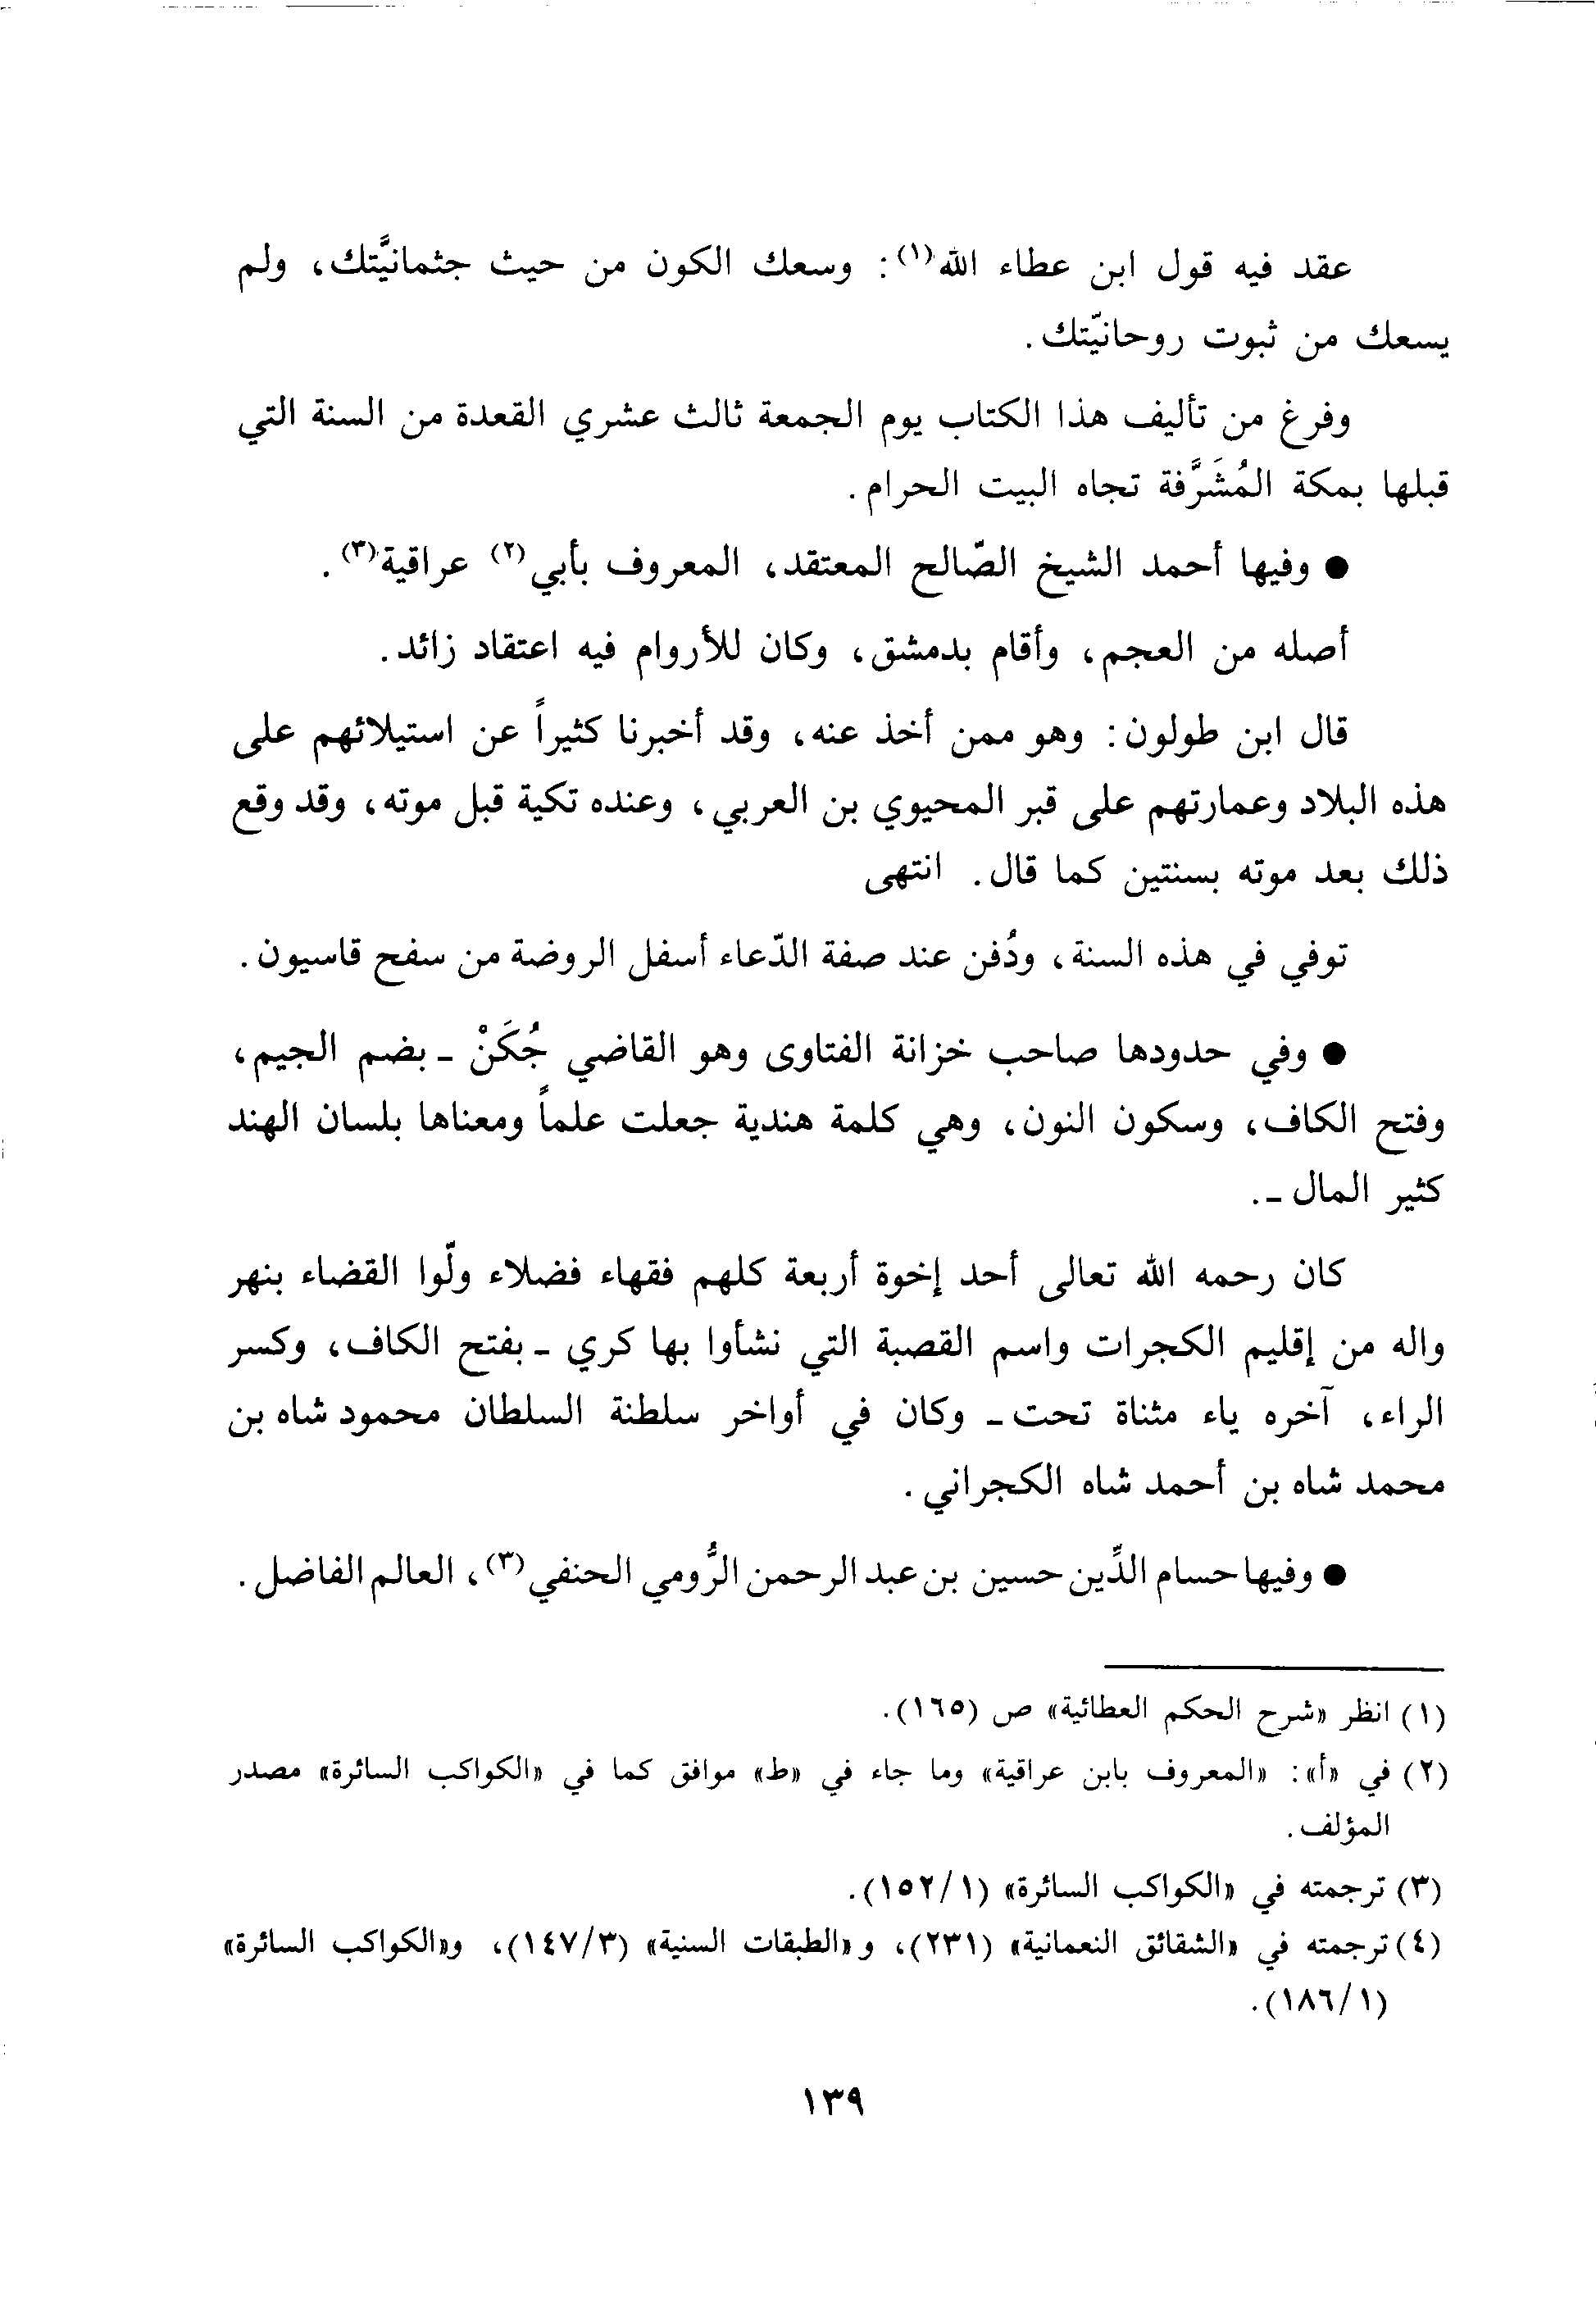 عقد فيه قول ابن عطاء الله(١): وسعك الكون من حيث جثمانيَّتك، ولم
يسعك من ثبوت روحانيّتك.
وفرغ من تأليف هذا الكتاب يوم الجمعة ثالث عشري القعدة من السنة التي
قبلها بمكة المُشَرَّفة تجاه البيت الحرام.
● وفيها أحمد الشيخ الصّالح المعتقد، المعروف بأبي(٢) عراقية(٣).
أصله من العجم، وأقام بدمشق، وكان للأروام فيه اعتقاد زائد.
قال ابن طولون: وهو ممن أخذ عنه، وقد أخبرنا كثيراً عن استيلائهم على
هذه البلاد وعمارتهم على قبر المحيوي بن العربي، وعنده تكية قبل موته، وقد وقع
ذلك بعد موته بسنتين كما قال. انتهى
توفي في هذه السنة، ودُفن عند صفة الدّعاء أسفل الروضة من سفح قاسيون.
● وفي حدودها صاحب خزانة الفتاوى وهو القاضي جُكَنْ - بضم الجيم،
وفتح الكاف، وسكون النون، وهي كلمة هندية جعلت علماً ومعناها بلسان الهند
كثير المال -.
كان رحمه الله تعالى أحد إخوة أربعة كلهم فقهاء فضلاء ولّوا القضاء بنهر
واله من إقليم الكجرات واسم القصبة التي نشأوا بها كري - بفتح الكاف، وكسر
الراء، آخره ياء مثناة تحت - وكان في أواخر سلطنة السلطان محمود شاه بن
محمد شاه بن أحمد شاه الكجراني.
● وفيها حسام الدِّين حسين بن عبد الرحمن الرُّومي الحنفي(٣)، العالم الفاضل.
(١) انظر «شرح الحكم العطائية» ص (١٦٥).
(٢) في «أ»: «المعروف بابن عراقية» وما جاء في «ط» موافق كما في «الكواكب السائرة» مصدر
المؤلف.
(٣) ترجمته في «الكواكب السائرة» (١/١٥٢).
(٤) ترجمته في «الشقائق النعمانية» (٢٣١)، و«الطبقات السنية» (٣/١٤٧)، و«الكواكب السائرة»
(١/١٨٦).
١٣٩